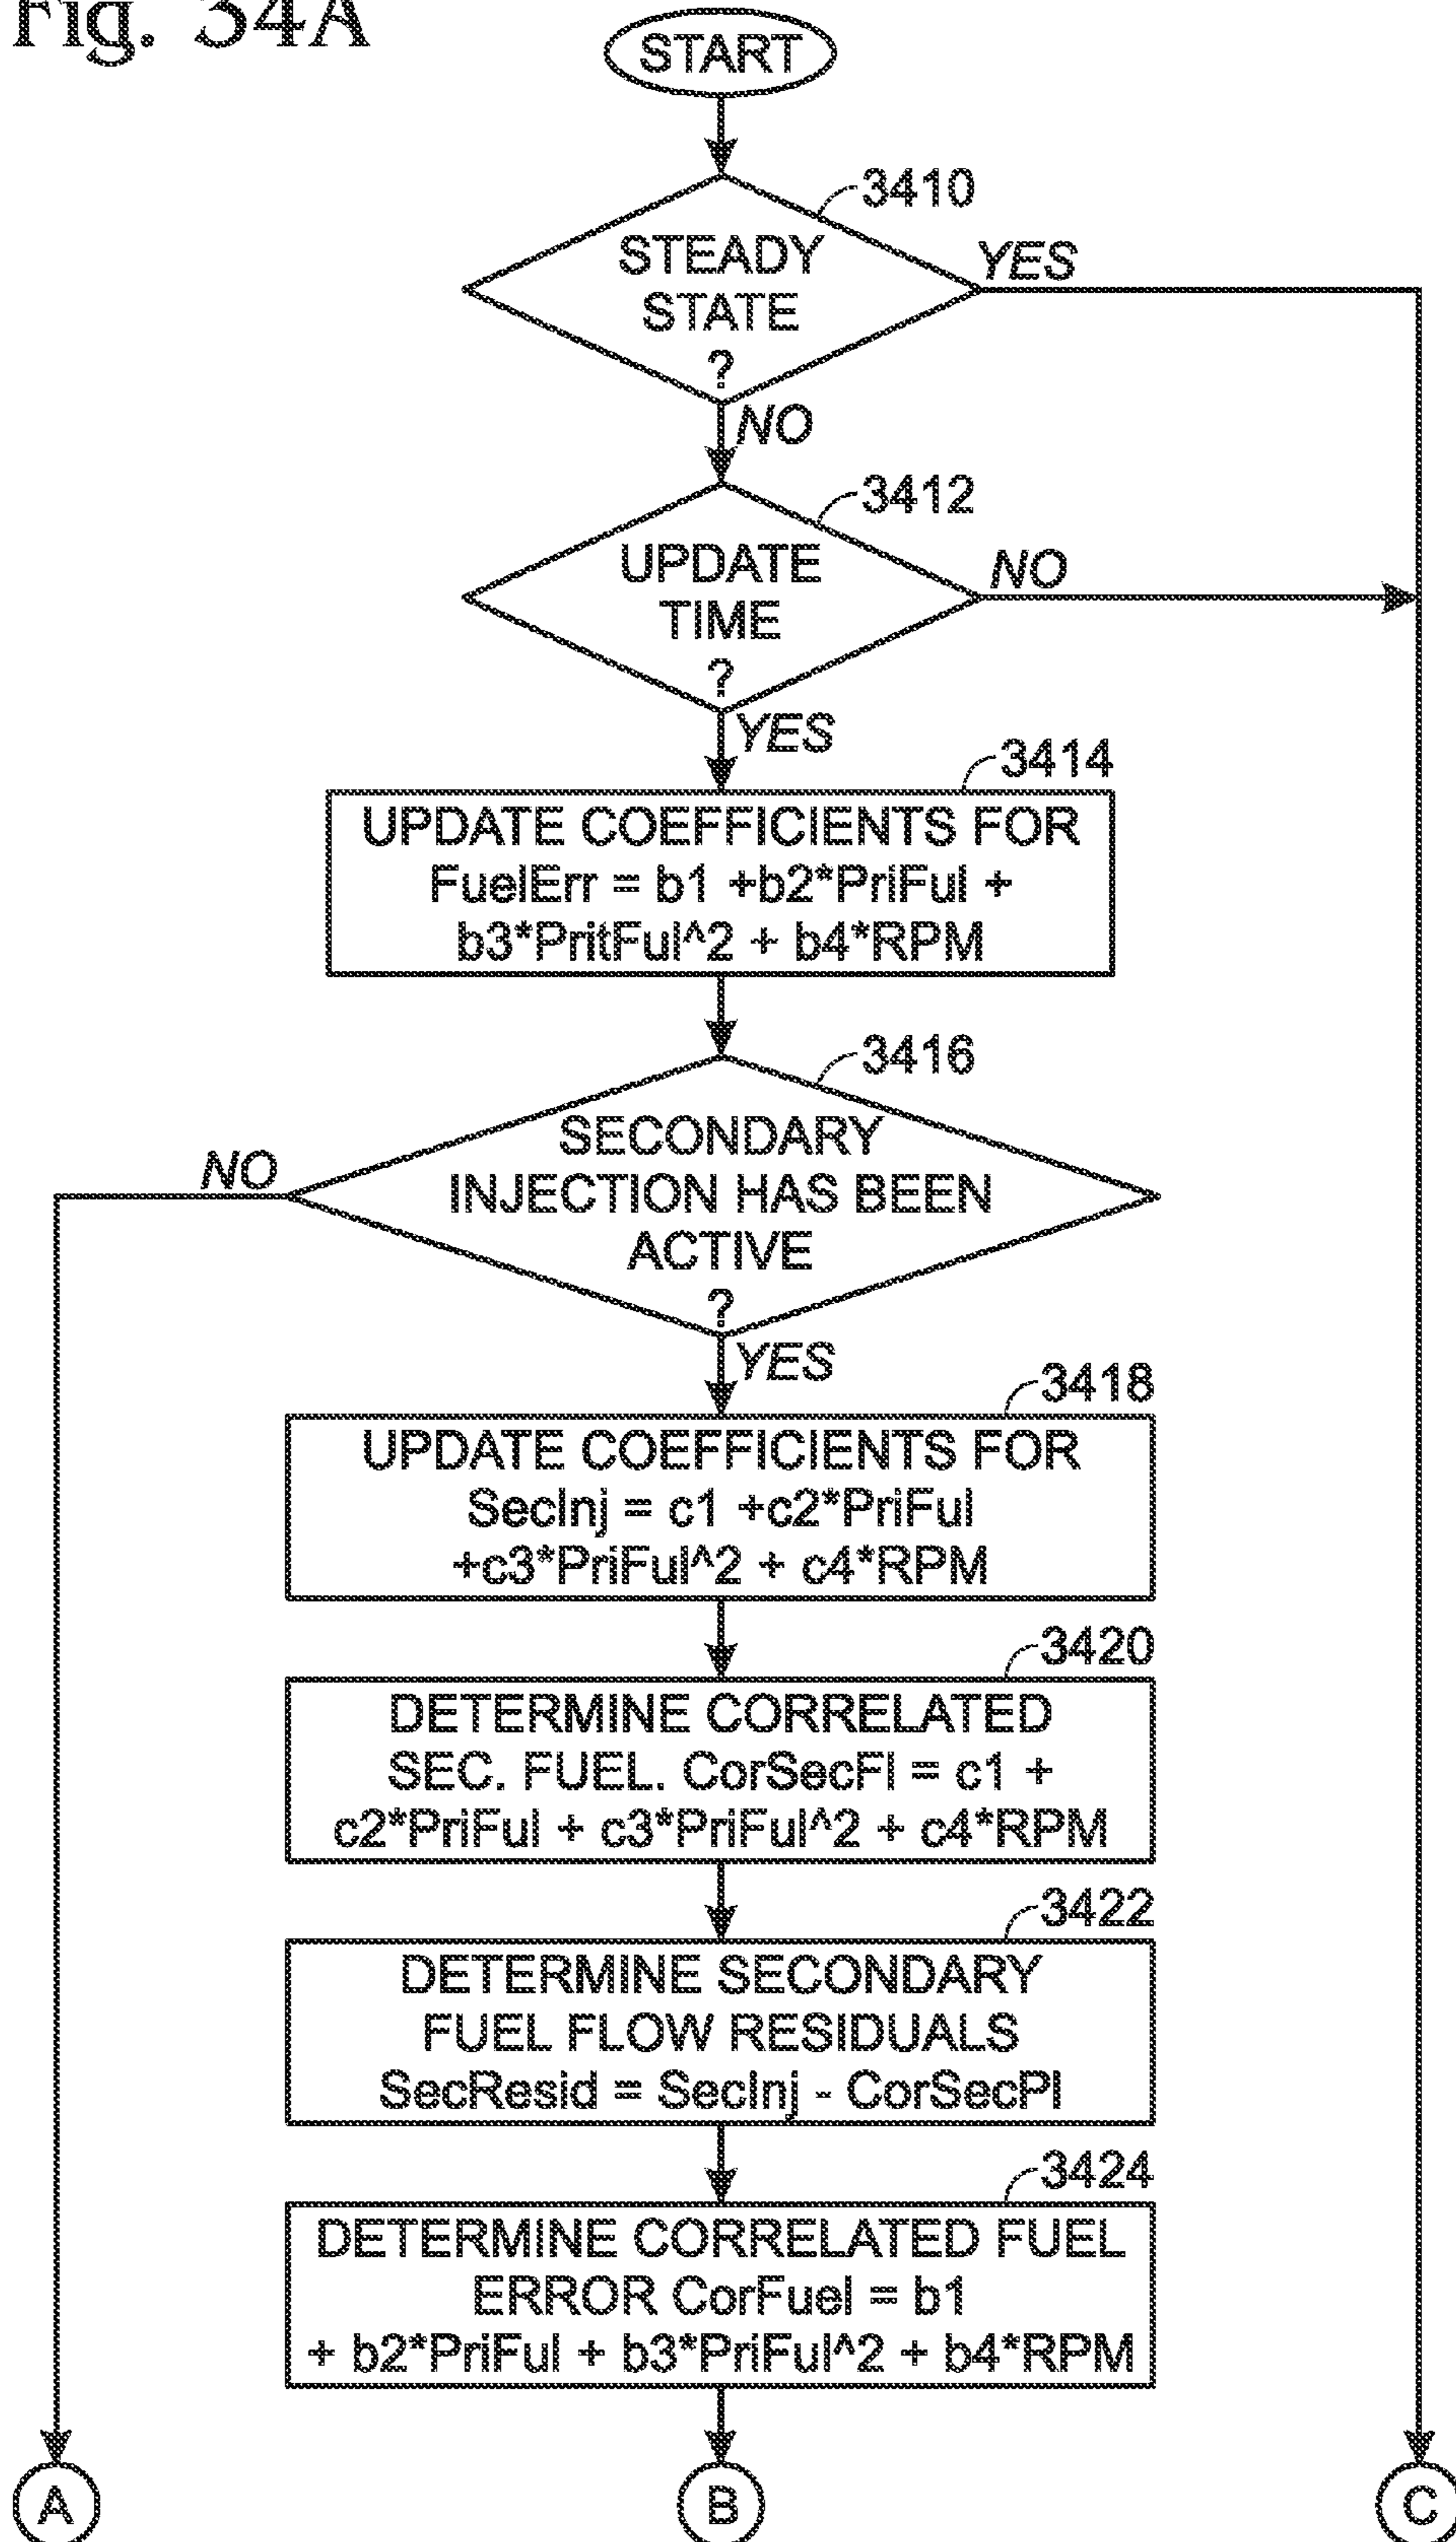 Fig. 34A
START
3410
STEADY
STATE
?
YES
NO
3412
UPDATE
TIME
?
NO
YES
3414
UPDATE COEFFICIENTS FOR
FuelErr = b1 +b2*PriFul +
b3*PritFul^2 + b4*RPM
3416
SECONDARY
INJECTION HAS BEEN
ACTIVE
?
NO
YES
3418
UPDATE COEFFICIENTS FOR
SecInj = c1 +c2*PriFul
+c3*PriFul^2 + c4*RPM
3420
DETERMINE CORRELATED
SEC. FUEL. CorSecFl = c1 +
c2*PriFul + c3*PriFul^2 + c4*RPM
3422
DETERMINE SECONDARY
FUEL FLOW RESIDUALS
SecResid = SecInj - CorSecPl
3424
DETERMINE CORRELATED FUEL
ERROR CorFuel = b1
+ b2*PriFul + b3*PriFul^2 + b4*RPM
A
B
C